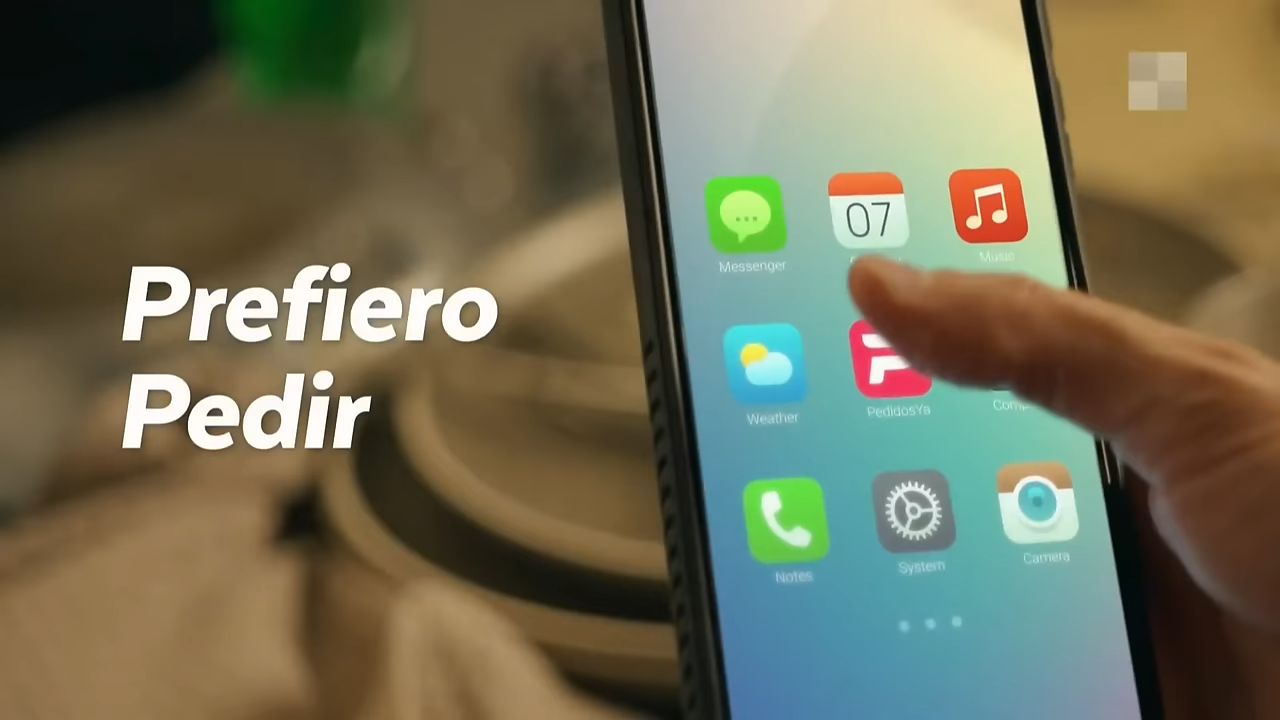 Prefiero
Pedir
07
Messenger
Music
Weather
PedidosYa
Notes
System
Camera